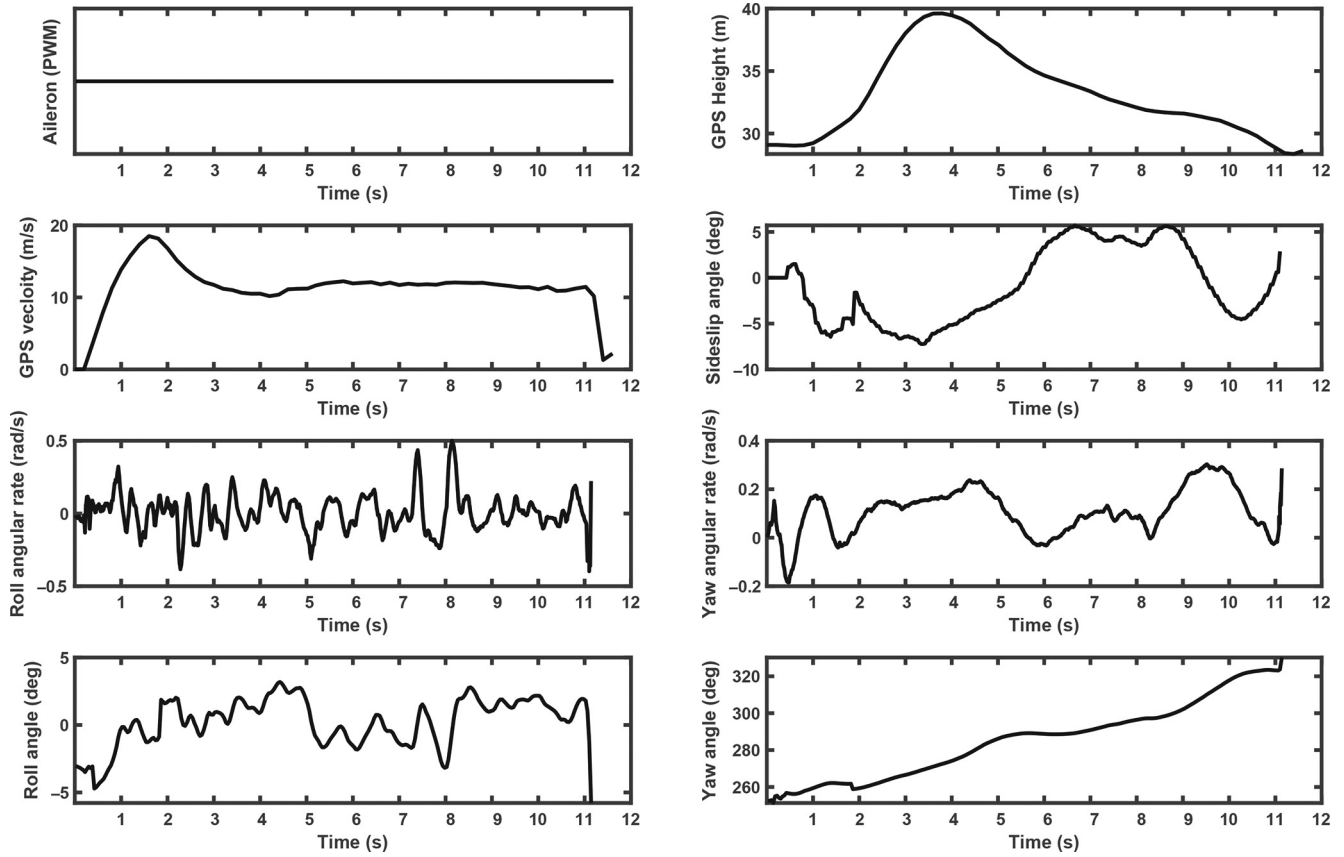 Aileron (PWM)
1 2 3 4 5 6 7 8 9 10 11 12
Time (s)
GPS Height (m)
40
35
30
1 2 3 4 5 6 7 8 9 10 11 12
Time (s)
GPS vecloity (m/s)
20
10
0
1 2 3 4 5 6 7 8 9 10 11 12
Time (s)
Sideslip angle (deg)
5
0
−5
−10
1 2 3 4 5 6 7 8 9 10 11 12
Time (s)
Roll angular rate (rad/s)
0.5
0
−0.5
1 2 3 4 5 6 7 8 9 10 11 12
Time (s)
Yaw angular rate (rad/s)
0.4
0.2
0
−0.2
1 2 3 4 5 6 7 8 9 10 11 12
Time (s)
Roll angle (deg)
5
0
−5
1 2 3 4 5 6 7 8 9 10 11 12
Time (s)
Yaw angle (deg)
320
300
280
260
1 2 3 4 5 6 7 8 9 10 11 12
Time (s)